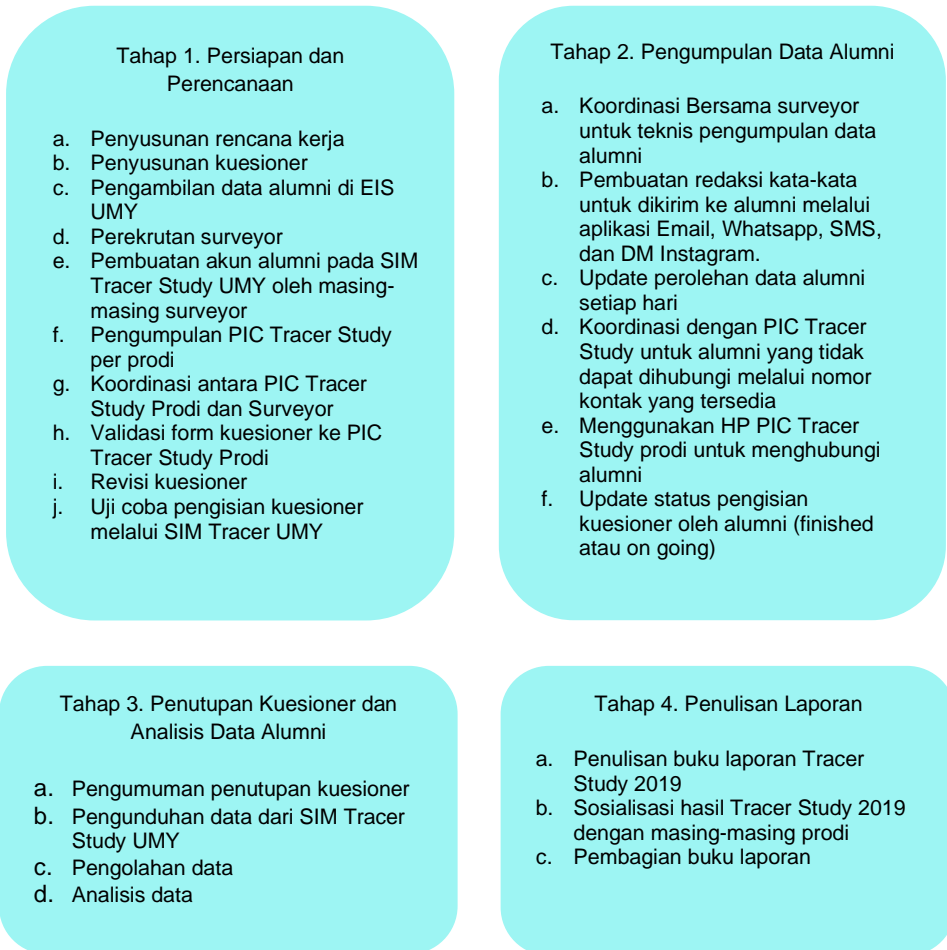 Tahap 1. Persiapan dan
Perencanaan
a. Penyusunan rencana kerja
b. Penyusunan kuesioner
c. Pengambilan data alumni di EIS
UMY
d. Perekrutan surveyor
e. Pembuatan akun alumni pada SIM
Tracer Study UMY oleh masing-
masing surveyor
f. Pengumpulan PIC Tracer Study
per prodi
g. Koordinasi antara PIC Tracer
Study Prodi dan Surveyor
h. Validasi form kuesioner ke PIC
Tracer Study Prodi
i. Revisi kuesioner
j. Uji coba pengisian kuesioner
melalui SIM Tracer UMY
Tahap 2. Pengumpulan Data Alumni
a. Koordinasi Bersama surveyor
untuk teknis pengumpulan data
alumni
b. Pembuatan redaksi kata-kata
untuk dikirim ke alumni melalui
aplikasi Email, Whatsapp, SMS,
dan DM Instagram.
c. Update perolehan data alumni
setiap hari
d. Koordinasi dengan PIC Tracer
Study untuk alumni yang tidak
dapat dihubungi melalui nomor
kontak yang tersedia
e. Menggunakan HP PIC Tracer
Study prodi untuk menghubungi
alumni
f. Update status pengisian
kuesioner oleh alumni (finished
atau on going)
Tahap 3. Penutupan Kuesioner dan
Analisis Data Alumni
a. Pengumuman penutupan kuesioner
b. Pengunduhan data dari SIM Tracer
Study UMY
c. Pengolahan data
d. Analisis data
Tahap 4. Penulisan Laporan
a. Penulisan buku laporan Tracer
Study 2019
b. Sosialisasi hasil Tracer Study 2019
dengan masing-masing prodi
c. Pembagian buku laporan